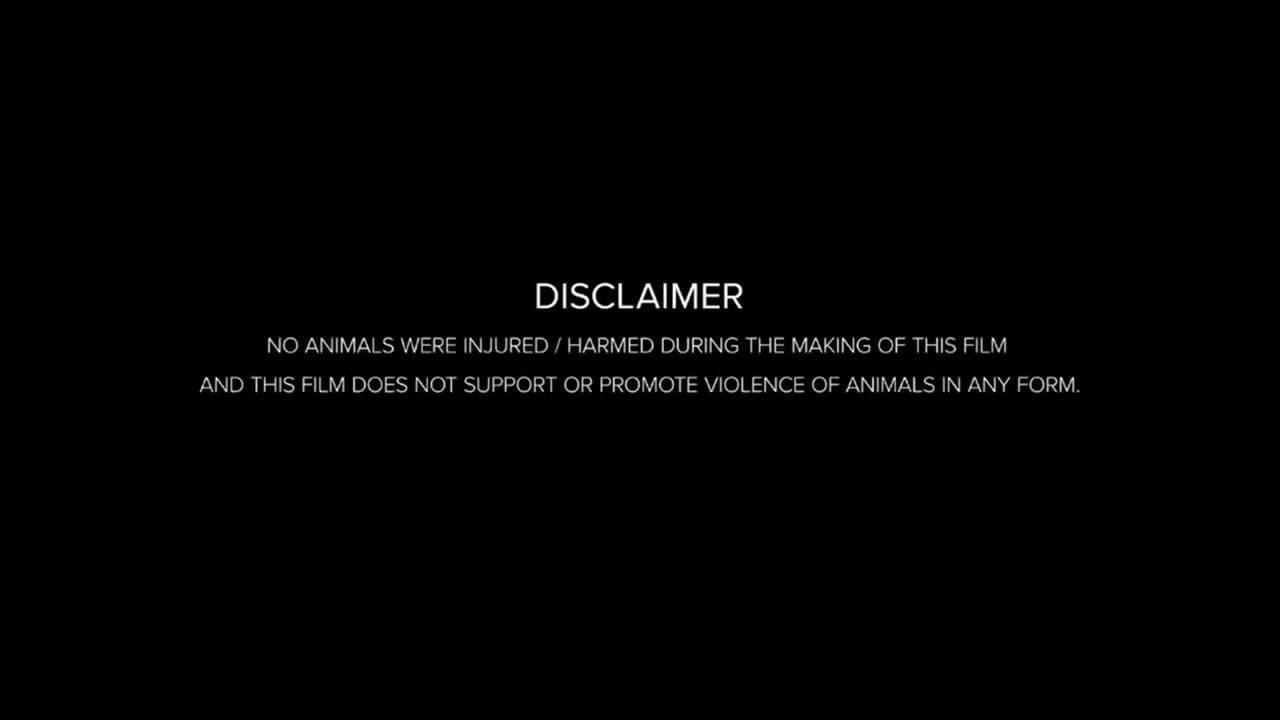 DISCLAIMER
NO ANIMALS WERE INJURED / HARMED DURING THE MAKING OF THIS FILM
AND THIS FILM DOES NOT SUPPORT OR PROMOTE VIOLENCE OF ANIMALS IN ANY FORM.